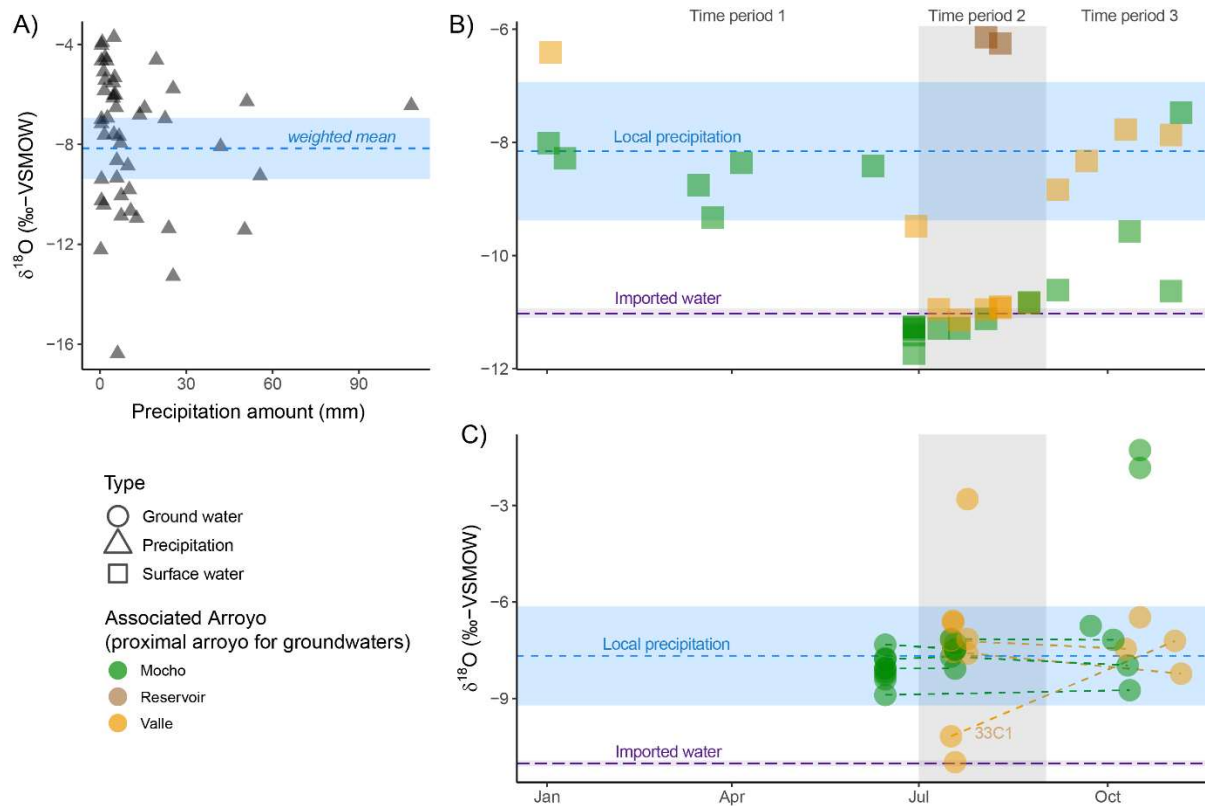 A)
−4
−8
−12
−16
δ18O (‰−VSMOW)
weighted mean
0
30
60
90
Precipitation amount (mm)
B)
Time period 1
Time period 2
Time period 3
−6
−8
−10
−12
δ18O (‰−VSMOW)
Local precipitation
Imported water
Type
Ground water
Precipitation
Surface water
Associated Arroyo
(proximal arroyo for groundwaters)
Mocho
Reservoir
Valle
C)
−3
−6
−9
δ18O (‰−VSMOW)
Local precipitation
33C1
Imported water
Jan
Apr
Jul
Oct